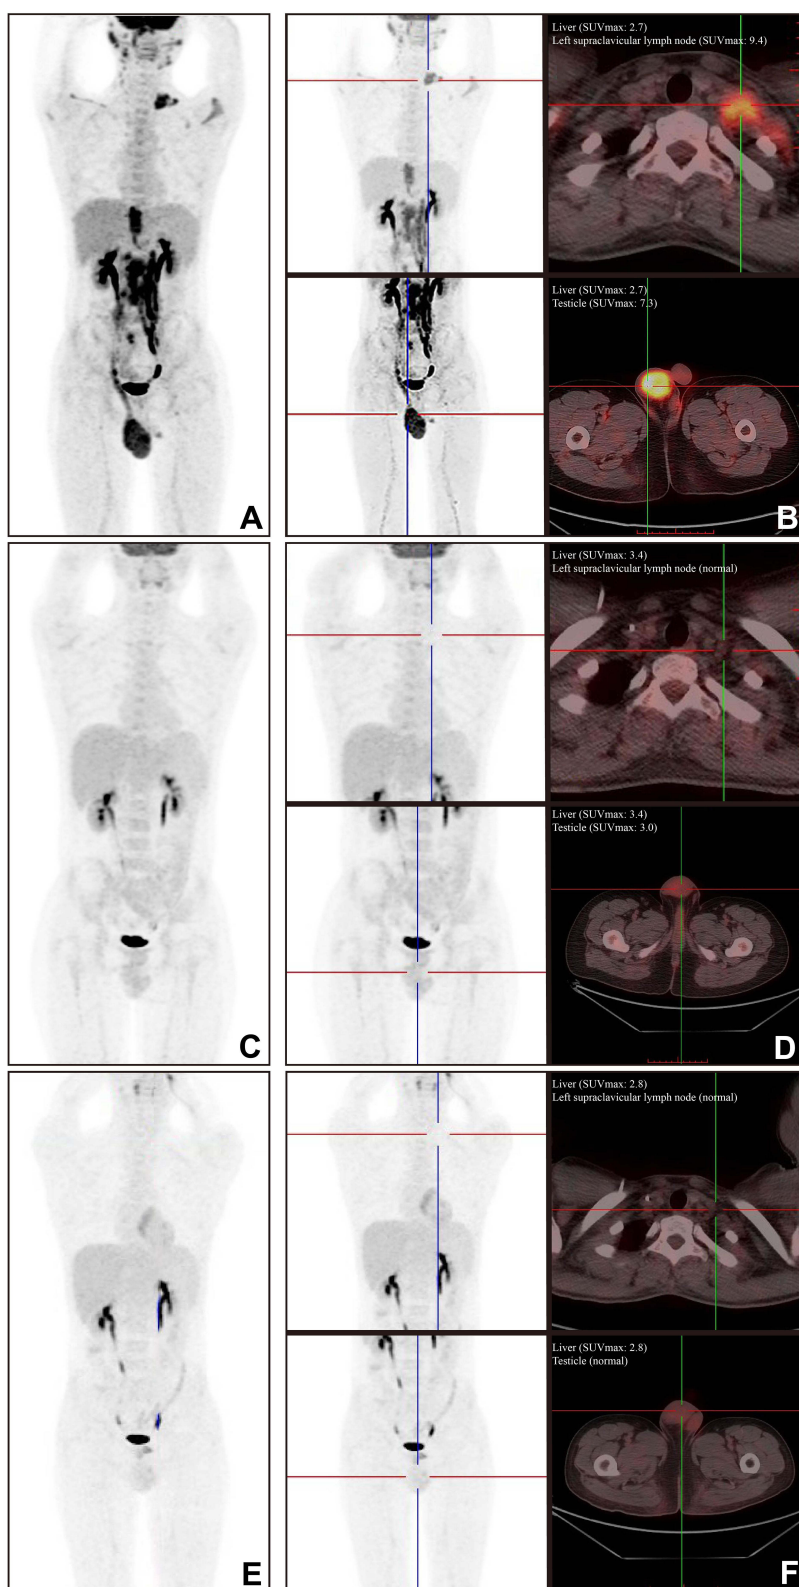 Liver (SUVmax: 2.7)
Left supraclavicular lymph node (SUVmax: 9.4)
A
Liver (SUVmax: 2.7)
Testicle (SUVmax: 7.3)
B
Liver (SUVmax: 3.4)
Left supraclavicular lymph node (normal)
C
Liver (SUVmax: 3.4)
Testicle (SUVmax: 3.0)
D
Liver (SUVmax: 2.8)
Left supraclavicular lymph node (normal)
E
Liver (SUVmax: 2.8)
Testicle (normal)
F